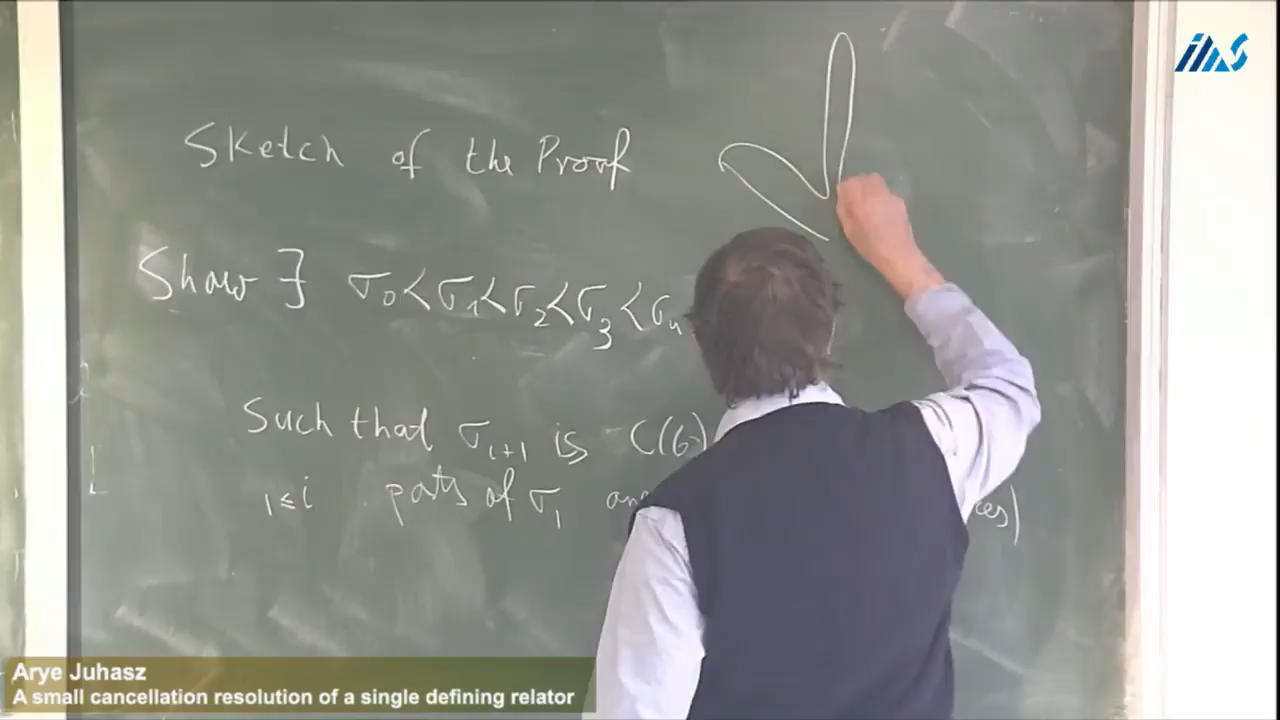 Sketch of the Proof
Show ∃ σ0 < σ1 < σ2 < σ3 < σn
Such that σi+1 is C(6)
1≤i parts of σ1
Arye Juhasz
A small cancellation resolution of a single defining relator